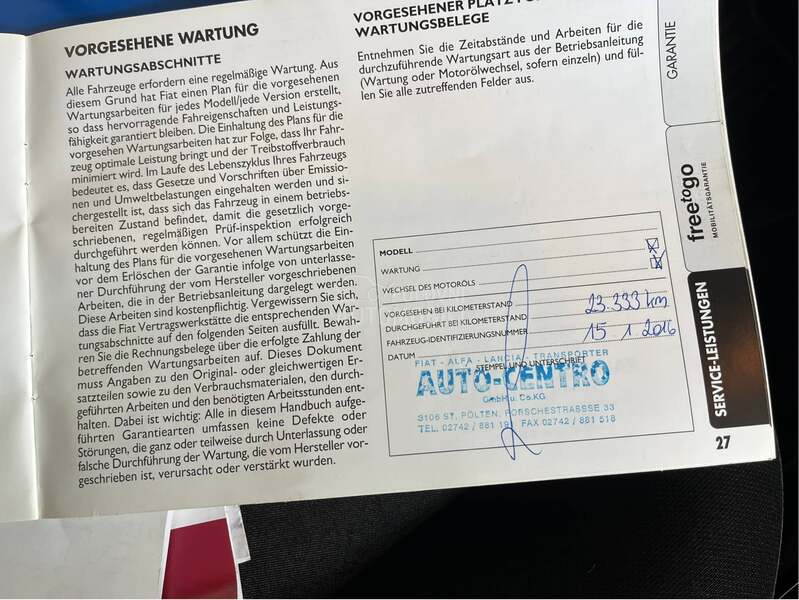 VORGESEHENE WARTUNG
WARTUNGSABSCHNITTE
Alle Fahrzeuge erfordern eine regelmäßige Wartung. Aus
diesem Grund hat Fiat einen Plan für die vorgesehenen
Wartungsarbeiten für jedes Modell/jede Version erstellt,
so dass hervorragende Fahreigenschaften und Leistungs-
fähigkeit garantiert bleiben. Die Einhaltung des Plans für die
vorgesehen Wartungsarbeiten hat zur Folge, dass Ihr Fahr-
zeug optimale Leistung bringt und der Treibstoffverbrauch
minimiert wird. Im Laufe des Lebenszyklus Ihres Fahrzeugs
bedeutet es, dass Gesetze und Vorschriften über Emissio-
nen und Umweltbelastungen eingehalten werden und si-
chergestellt ist, dass sich das Fahrzeug in einem betriebs-
bereiten Zustand befindet, damit die gesetzlich vorge-
schriebenen, regelmäßigen Prüf-inspektion erfolgreich
durchgeführt werden können. Vor allem schützt die Ein-
haltung des Plans für die vorgesehenen Wartungsarbeiten
vor dem Erlöschen der Garantie infolge von unterlasse-
ner Durchführung der vom Hersteller vorgeschriebenen
Arbeiten, die in der Betriebsanleitung dargelegt werden.
Diese Arbeiten sind kostenpflichtig. Vergewissern Sie sich,
dass die Fiat Vertragswerkstätte die entsprechenden War-
tungsabschnitte auf den folgenden Seiten ausfüllt. Bewah-
ren Sie die Rechnungsbelege über die erfolgte Zahlung der
betreffenden Wartungsarbeiten auf. Dieses Dokument
muss Angaben zu den Original- oder gleichwertigen Er-
satzteilen sowie zu den Verbrauchsmaterialen, den durch-
geführten Arbeiten und den benötigten Arbeitsstunden ent-
halten. Dabei ist wichtig: Alle in diesem Handbuch aufge-
führten Garantiearten umfassen keine Defekte oder
Störungen, die ganz oder teilweise durch Unterlassung oder
falsche Durchführung der Wartung, die vom Hersteller vor-
geschrieben ist, verursacht oder verstärkt wurden.
VORGESEHENER PLATZ
WARTUNGSBELEGE
Entnehmen Sie die Zeitabstände und Arbeiten für die
durchzuführende Wartungsart aus der Betriebsanleitung
(Wartung oder Motorölwechsel, sofern einzeln) und fül-
len Sie alle zutreffenden Felder aus.
MODELL
WARTUNG
WECHSEL DES MOTORÖLS
VORGESEHEN BEI KILOMETERSTAND
DURCHGEFÜHRT BEI KILOMETERSTAND 23.333 km
FAHRZEUG-IDENTIFIZIERUNGSNUMMER
DATUM 15 1 2016
STEMPEL UND UNTERSCHRIFT
FIAT - ALFA - LANCIA - TRANSPORTER
AUTO-CENTRO
GmbH u. Co.KG
3106 ST. PÖLTEN, PORSCHESTRASSSE 33
TEL. 02742 / 881 19 FAX 02742 / 881 518
GARANTIE
freetogo
MOBILITÄTSGARANTIE
SERVICE-LEISTUNGEN
27